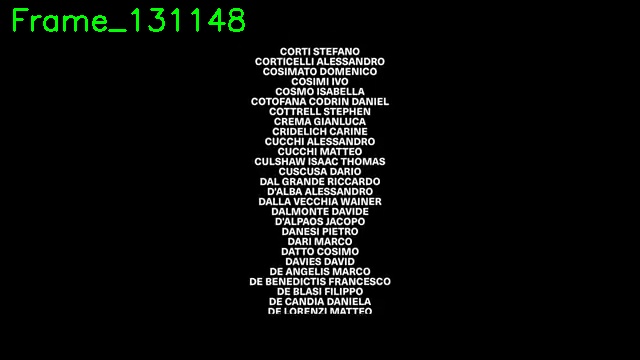 Frame_131148
CORTI STEFANO
CORTICELLI ALESSANDRO
COSIMATO DOMENICO
COSIMI IVO
COSMO ISABELLA
COTOFANA CODRIN DANIEL
COTTRELL STEPHEN
CREMA GIANLUCA
CRIDELICH CARINE
CUCCHI ALESSANDRO
CUCCHI MATTEO
CULSHAW ISAAC THOMAS
CUSCUSA DARIO
DAL GRANDE RICCARDO
D'ALBA ALESSANDRO
DALLA VECCHIA WAINER
DALMONTE DAVIDE
D'ALPAOS JACOPO
DANESI PIETRO
DARI MARCO
DATTO COSIMO
DAVIES DAVID
DE ANGELIS MARCO
DE BENEDICTIS FRANCESCO
DE BLASI FILIPPO
DE CANDIA DANIELA
DE LORENZI MATTEO